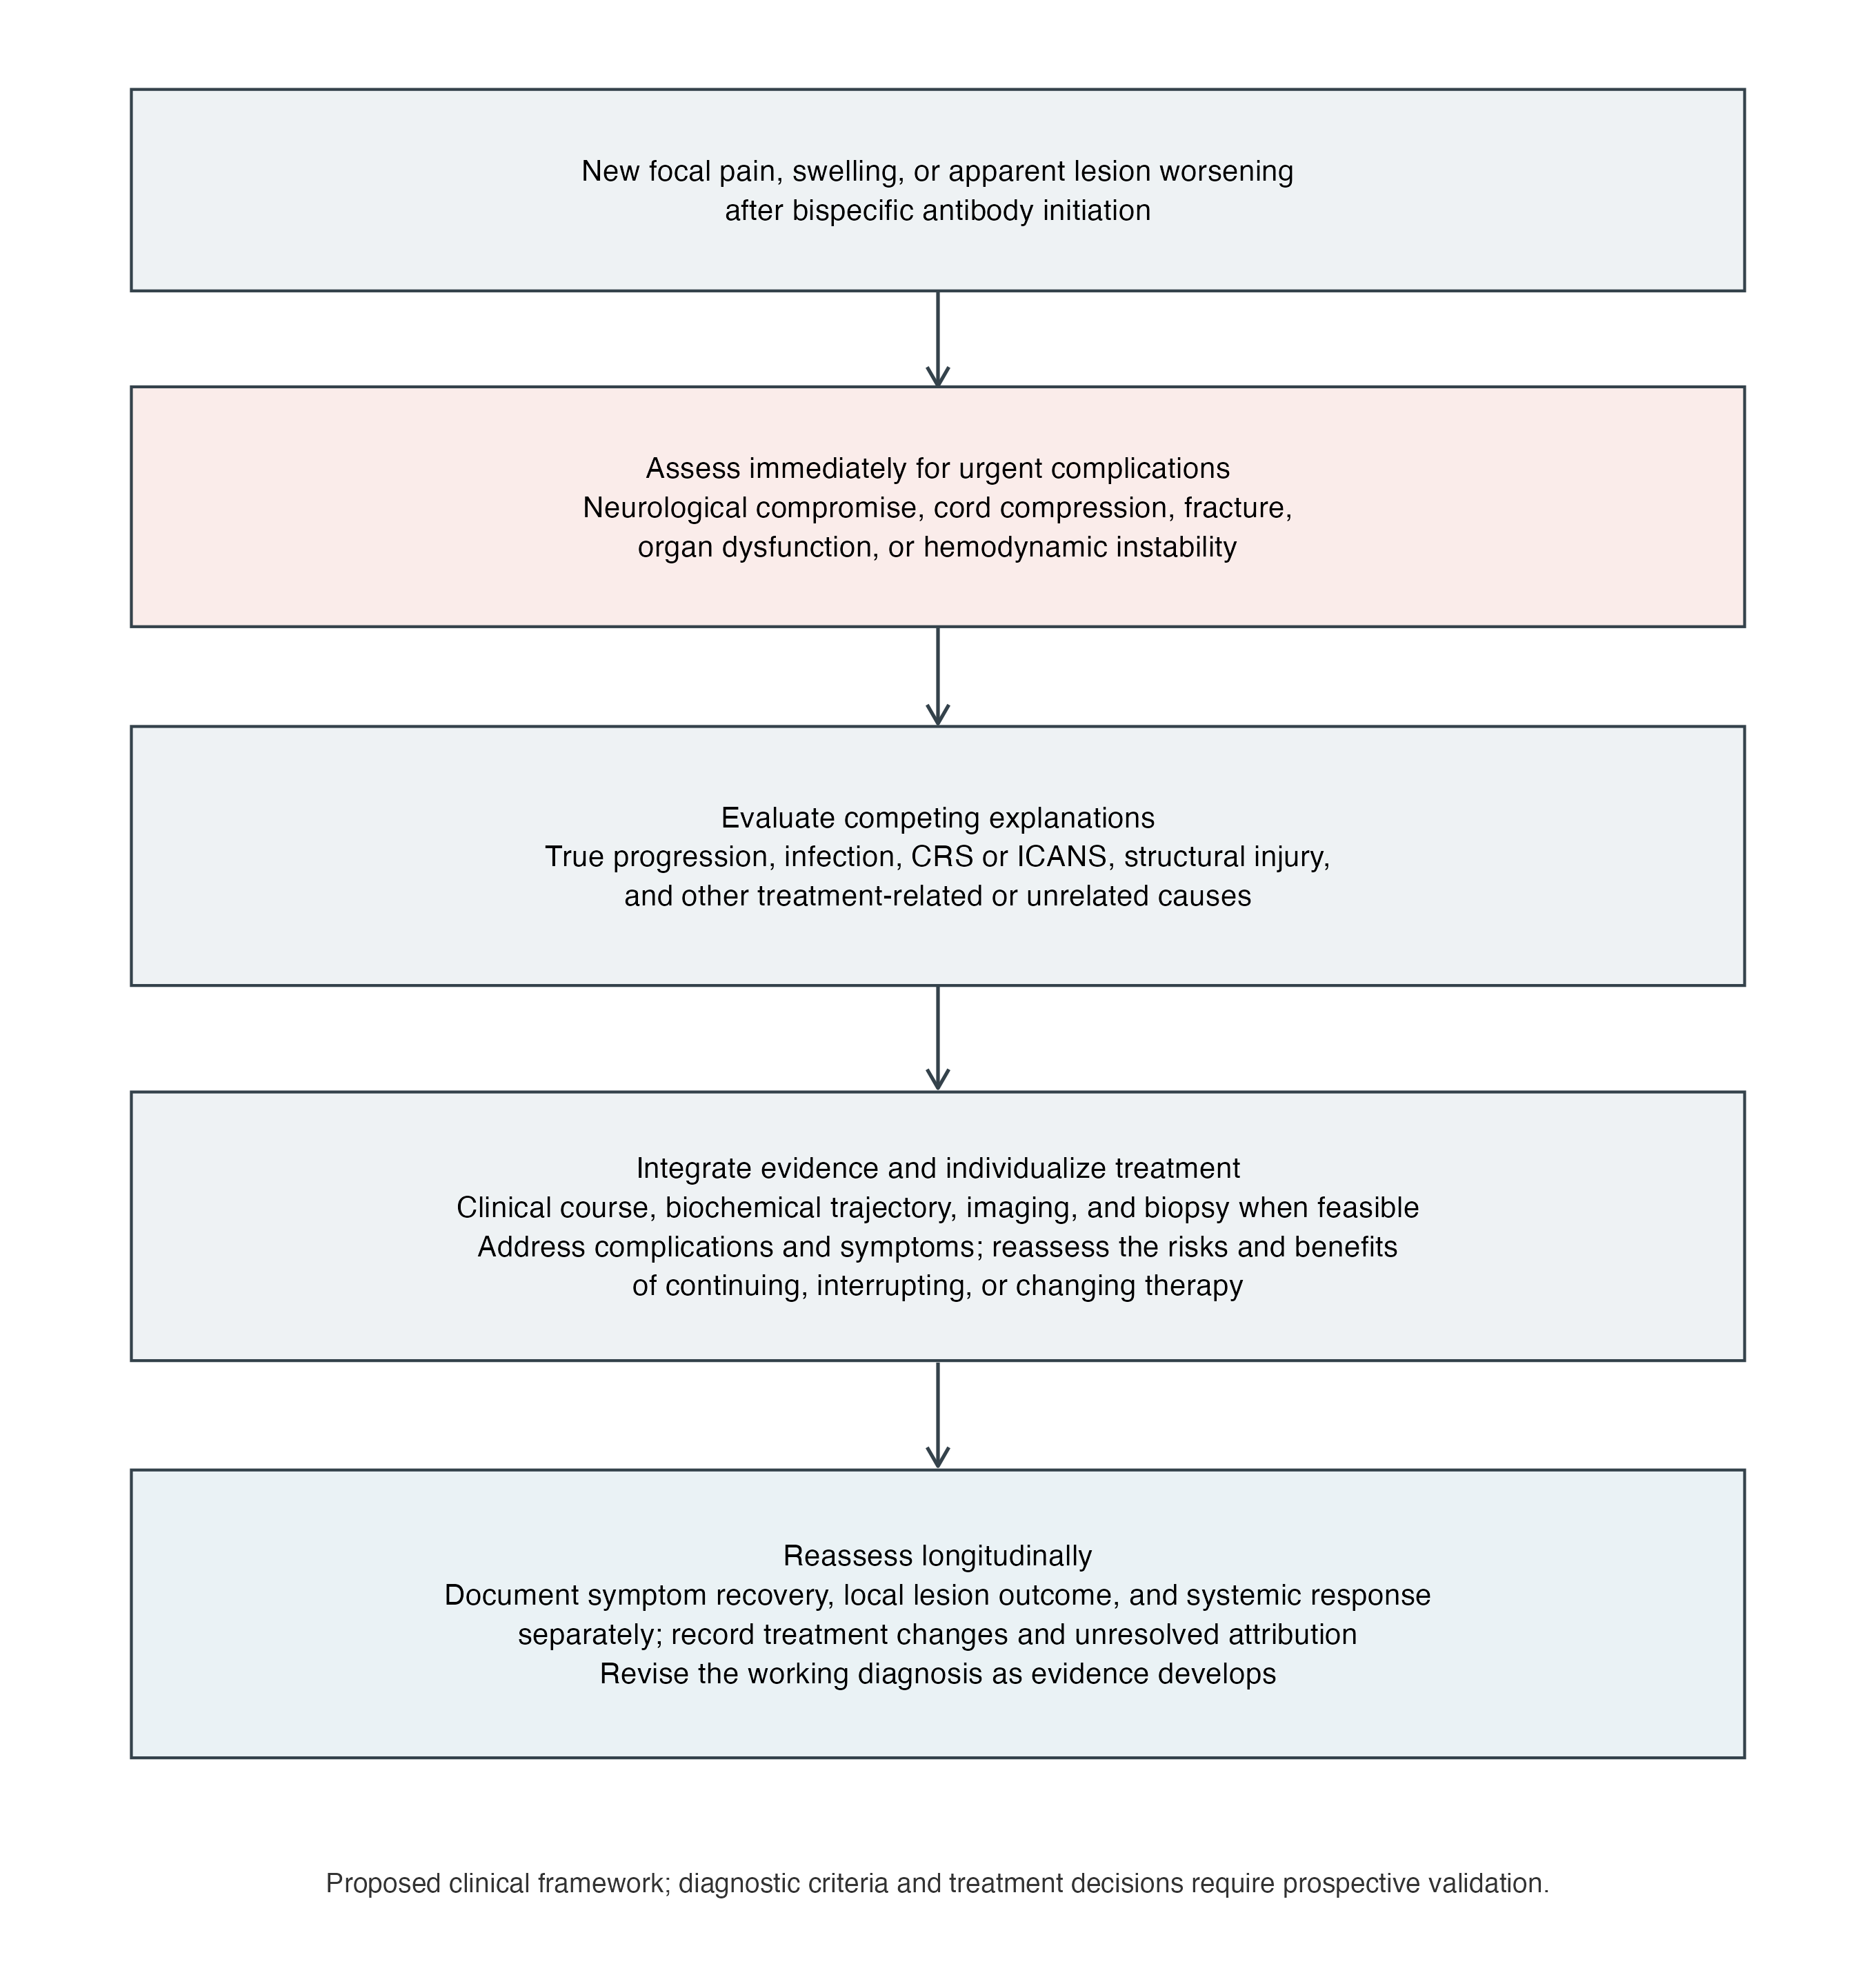 New focal pain, swelling, or apparent lesion worsening
after bispecific antibody initiation
Assess immediately for urgent complications
Neurological compromise, cord compression, fracture,
organ dysfunction, or hemodynamic instability
Evaluate competing explanations
True progression, infection, CRS or ICANS, structural injury,
and other treatment-related or unrelated causes
Integrate evidence and individualize treatment
Clinical course, biochemical trajectory, imaging, and biopsy when feasible
Address complications and symptoms; reassess the risks and benefits
of continuing, interrupting, or changing therapy
Reassess longitudinally
Document symptom recovery, local lesion outcome, and systemic response
separately; record treatment changes and unresolved attribution
Revise the working diagnosis as evidence develops
Proposed clinical framework; diagnostic criteria and treatment decisions require prospective validation.